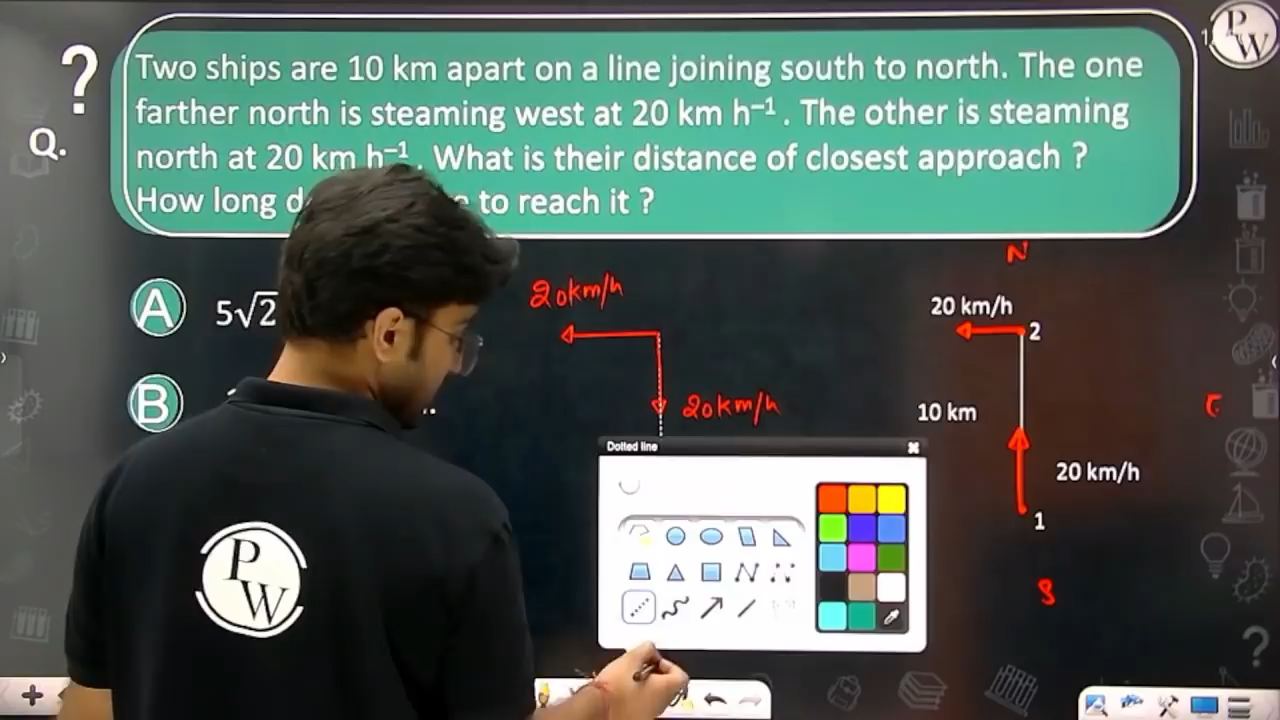 Two ships are 10 km apart on a line joining south to north. The one
farther north is steaming west at 20 km h⁻¹. The other is steaming
north at 20 km h⁻¹. What is their distance of closest approach ?
How long to reach it ?
?
Q.
A 5√2
B
20km/h
20km/h
N
20 km/h
2
10 km
20 km/h
1
S
Dotted line
P
W
P
W